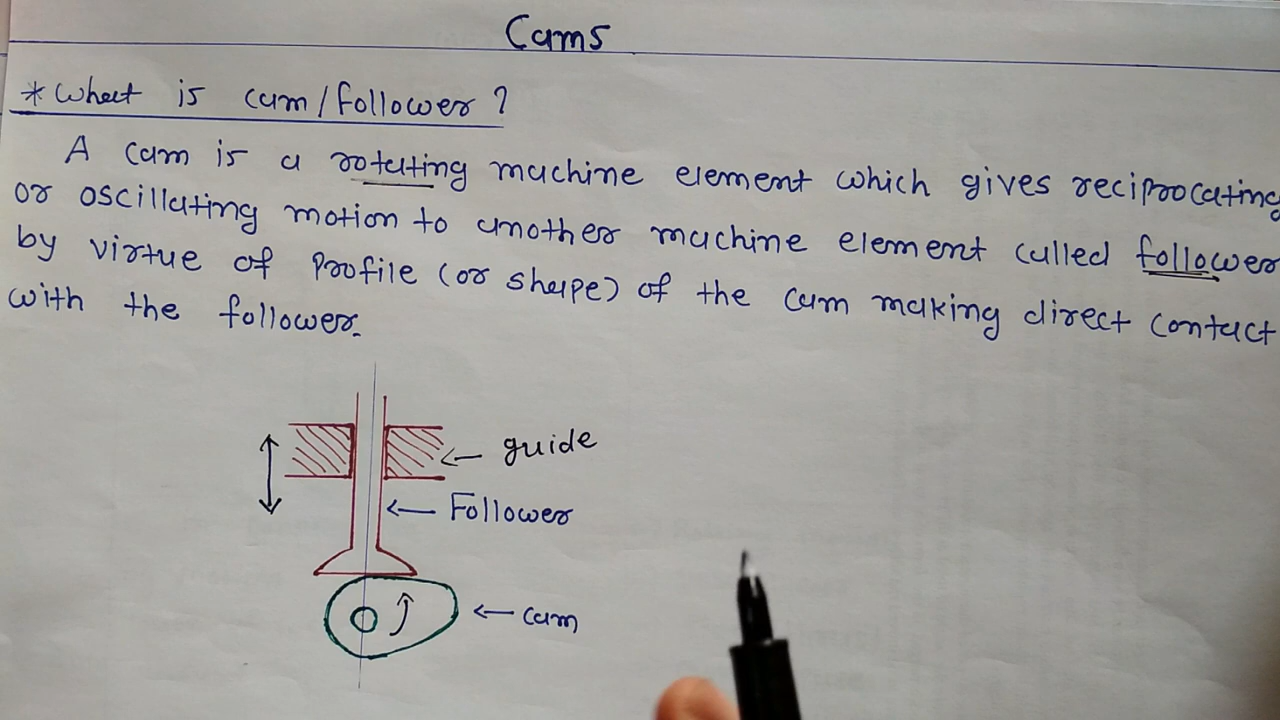 Cams
* What is cam/follower ?
A cam is a rotating machine element which gives reciprocating
or oscillating motion to another machine element called follower
by virtue of Profile (or shape) of the cam making direct contact
with the follower.
guide
Follower
cam